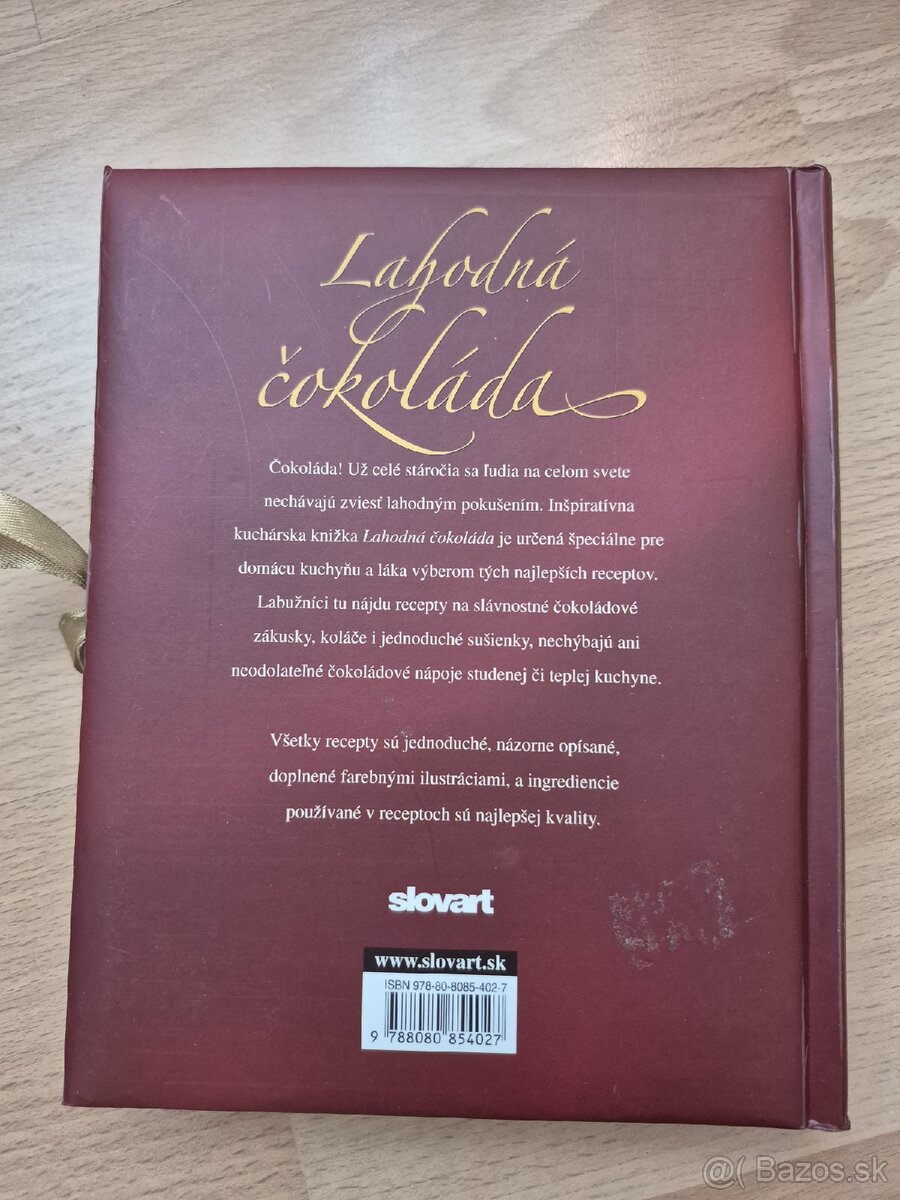 Lahodná
čokoláda
Čokoláda! Už celé stáročia sa ľudia na celom svete
nechávajú zviesť lahodným pokušením. Inšpiratívna
kuchárska knižka Lahodná čokoláda je určená špeciálne pre
domácu kuchyňu a láka výberom tých najlepších receptov.
Labužníci tu nájdu recepty na slávnostné čokoládové
zákusky, koláče i jednoduché sušienky, nechýbajú ani
neodolateľné čokoládové nápoje studenej či teplej kuchyne.
Všetky recepty sú jednoduché, názorne opísané,
doplnené farebnými ilustráciami, a ingrediencie
používané v receptoch sú najlepšej kvality.
slovart
www.slovart.sk
ISBN 978-80-8085-402-7
9 788080 854027
@( Bazos.sk